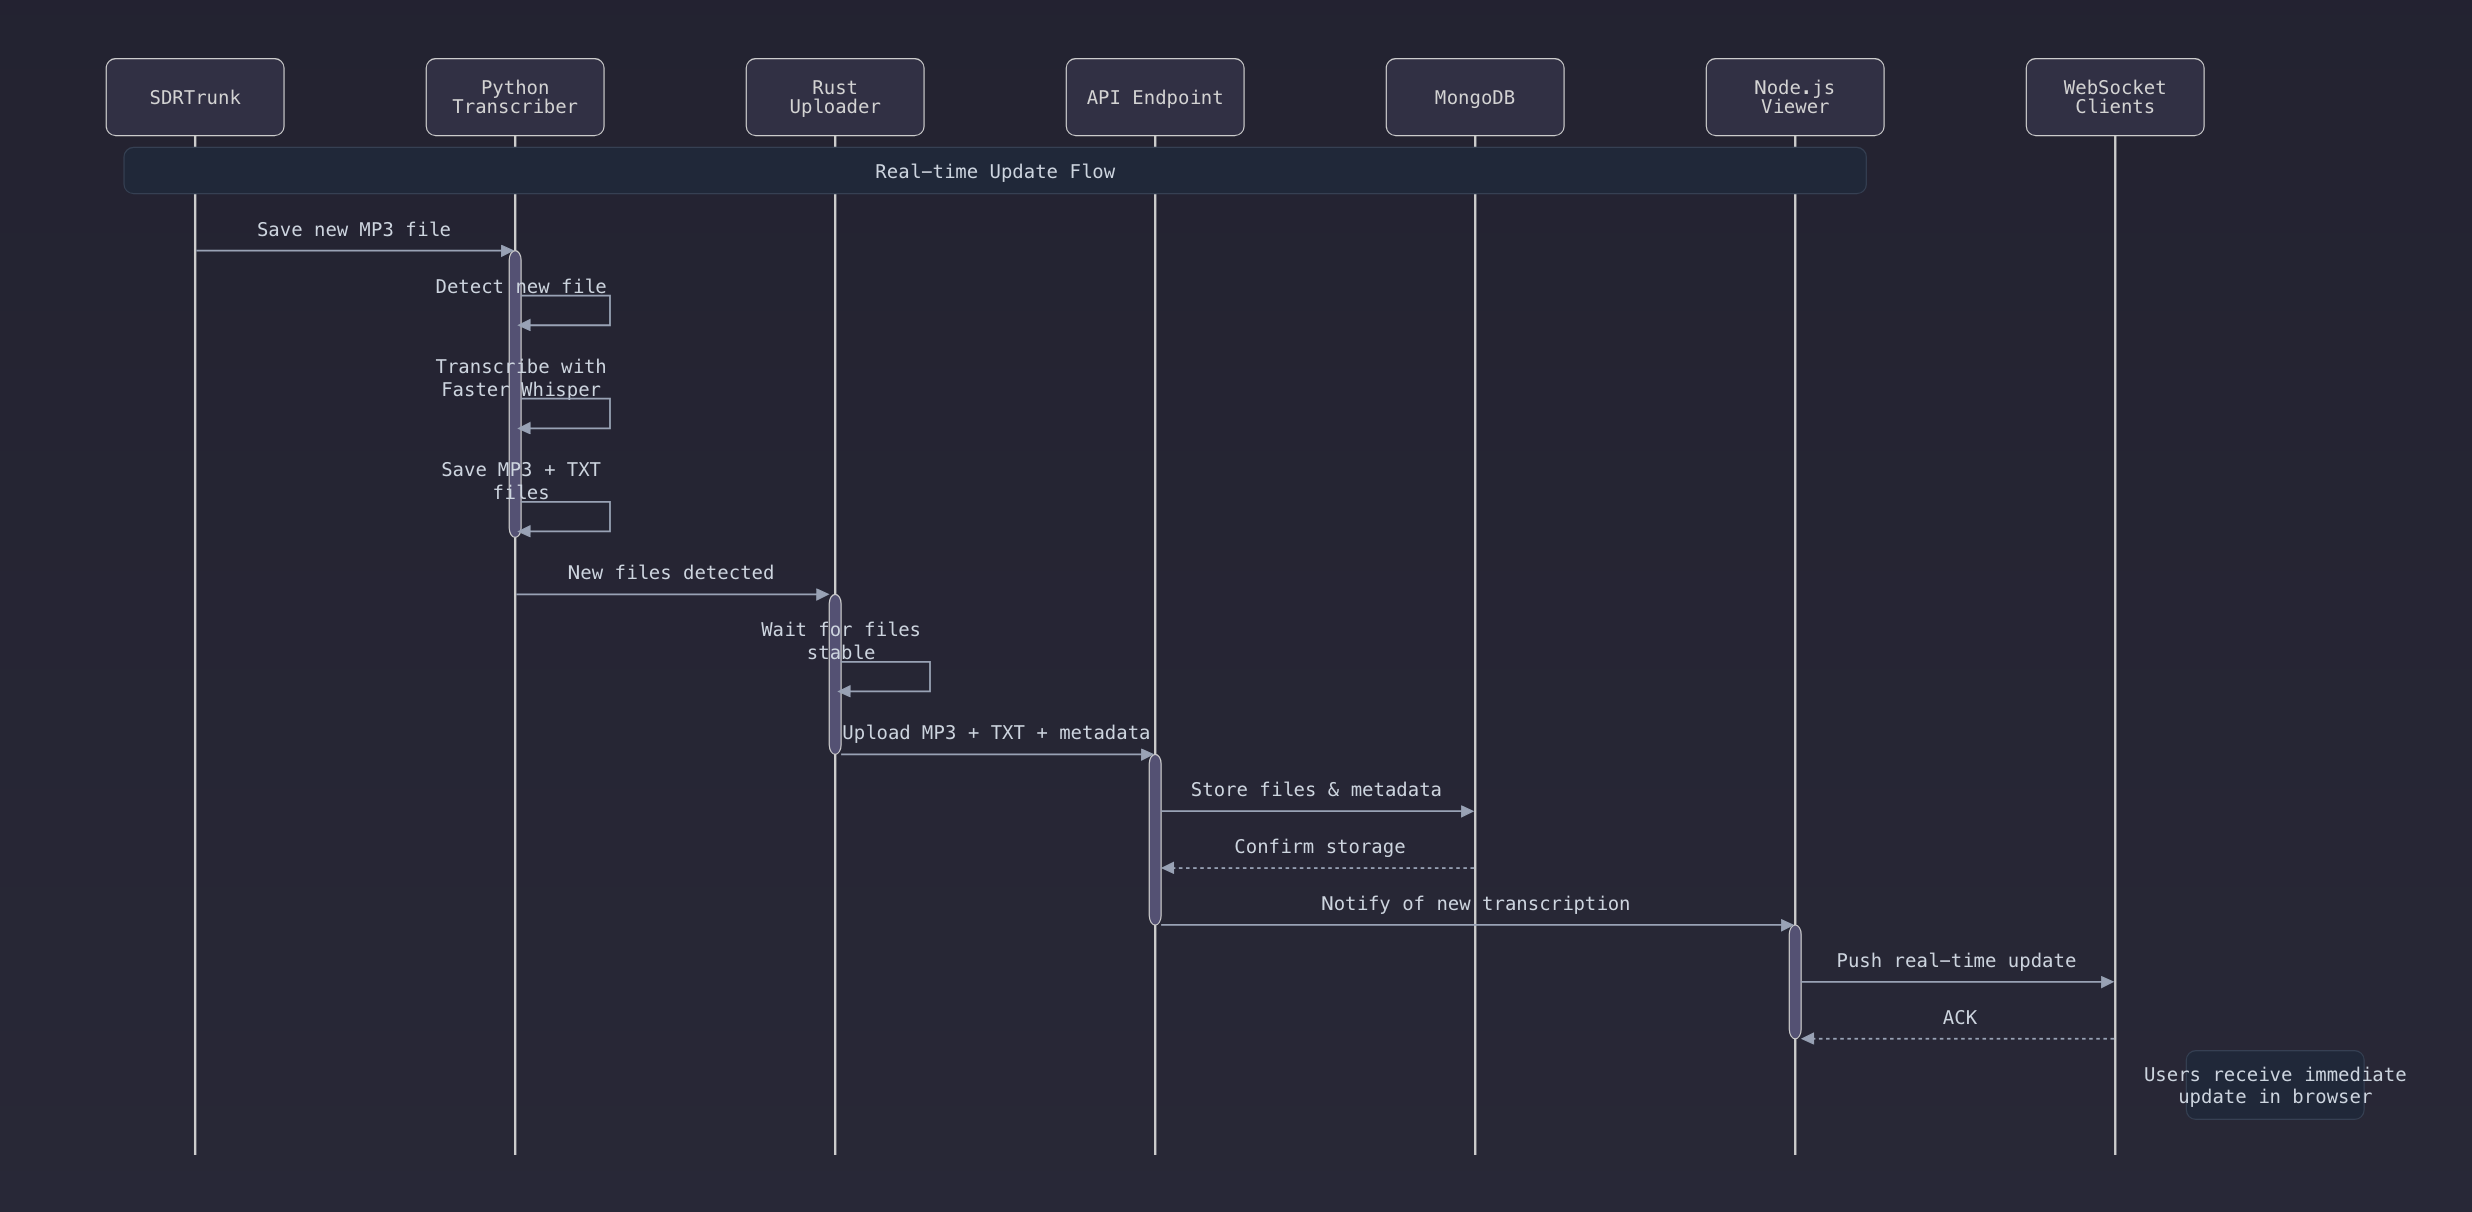 SDRTrunk
Python
Transcriber
Rust
Uploader
API Endpoint
MongoDB
Node.js
Viewer
WebSocket
Clients
Real-time Update Flow
Save new MP3 file
Detect new file
Transcribe with
Faster Whisper
Save MP3 + TXT
files
New files detected
Wait for files
stable
Upload MP3 + TXT + metadata
Store files & metadata
Confirm storage
Notify of new transcription
Push real-time update
ACK
Users receive immediate
update in browser